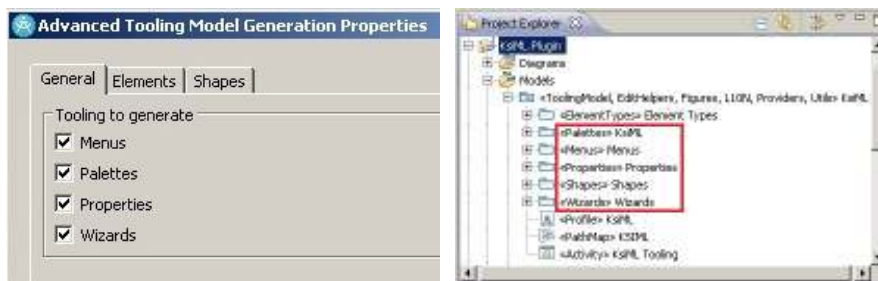 Advanced Tooling Model Generation Properties
General
Elements
Shapes
Tooling to generate
Menus
Palettes
Properties
Wizards
Project Explorer
KsiML Plugin
Diagrams
Models
«ToolingModel, EditHelpers, Figures, L10N, Providers, Utils» KsiML
«ElementTypes» Element Types
«Palettes» KsiML
«Menus» Menus
«Properties» Properties
«Shapes» Shapes
«Wizards» Wizards
«Profile» KsiML
«PathMap» KSIML
«Activity» KsiML Tooling